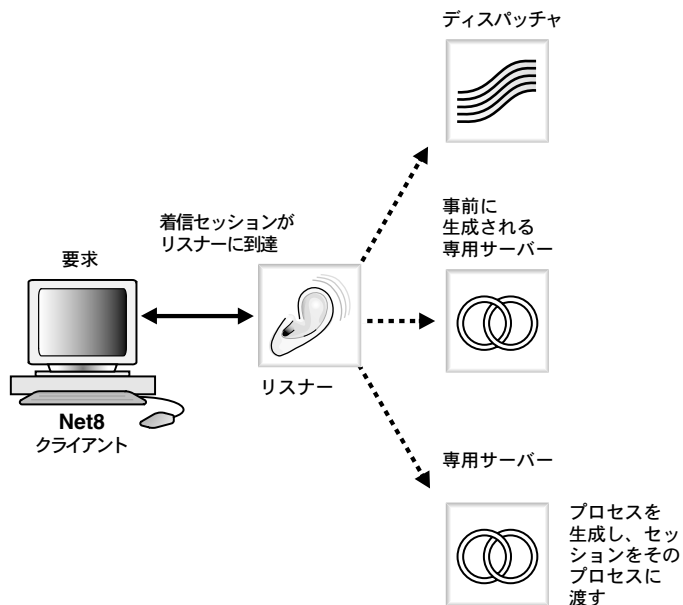 ディスパッチャ
事前に
生成される
専用サーバー
着信セッションが
リスナーに到達
要求
リスナー
Net8
クライアント
専用サーバー
プロセスを
生成し、セッ
ションをその
プロセスに
渡す